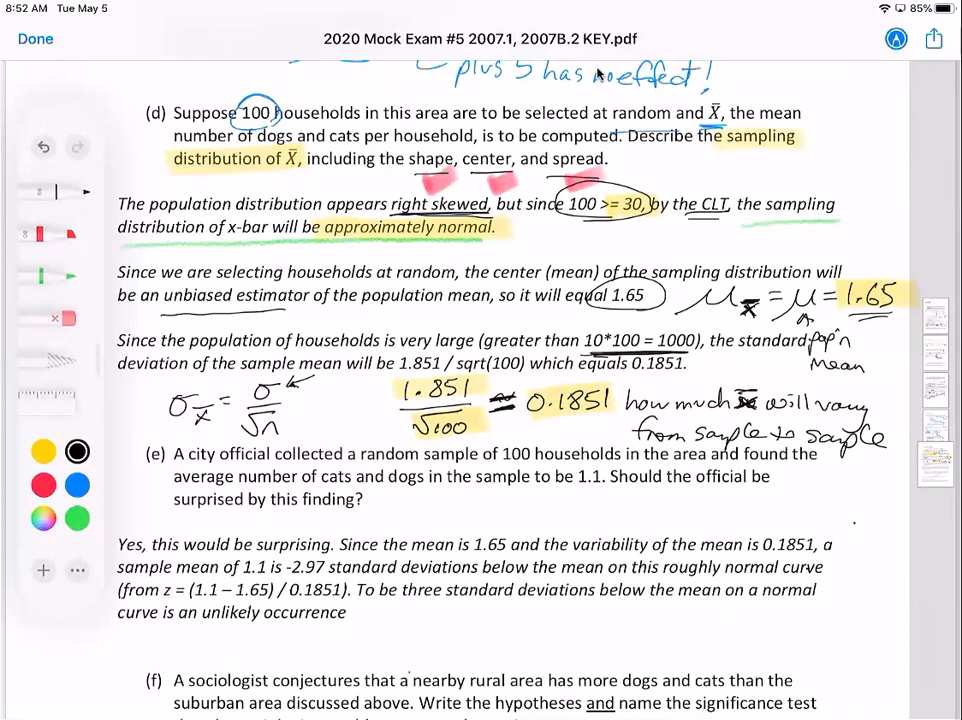 8:52 AM Tue May 5
85%
Done
2020 Mock Exam #5 2007.1, 2007B.2 KEY.pdf
plus 5 has no effect!
(d) Suppose 100 households in this area are to be selected at random and X̄, the mean
number of dogs and cats per household, is to be computed. Describe the sampling
distribution of X̄, including the shape, center, and spread.
The population distribution appears right skewed, but since 100 >= 30, by the CLT, the sampling
distribution of x-bar will be approximately normal.
Since we are selecting households at random, the center (mean) of the sampling distribution will
be an unbiased estimator of the population mean, so it will equal 1.65
μx̄ = μ = 1.65
Since the population of households is very large (greater than 10*100 = 1000), the standard
deviation of the sample mean will be 1.851 / sqrt(100) which equals 0.1851.
pop'n
mean
σx̄ = σ/√n
1.851/√100 ≈ 0.1851 how much x̄ will vary
from sample to sample
(e) A city official collected a random sample of 100 households in the area and found the
average number of cats and dogs in the sample to be 1.1. Should the official be
surprised by this finding?
Yes, this would be surprising. Since the mean is 1.65 and the variability of the mean is 0.1851, a
sample mean of 1.1 is -2.97 standard deviations below the mean on this roughly normal curve
(from z = (1.1 – 1.65) / 0.1851). To be three standard deviations below the mean on a normal
curve is an unlikely occurrence
(f) A sociologist conjectures that a nearby rural area has more dogs and cats than the
suburban area discussed above. Write the hypotheses and name the significance test